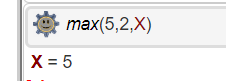 max(5,2,X)
X = 5